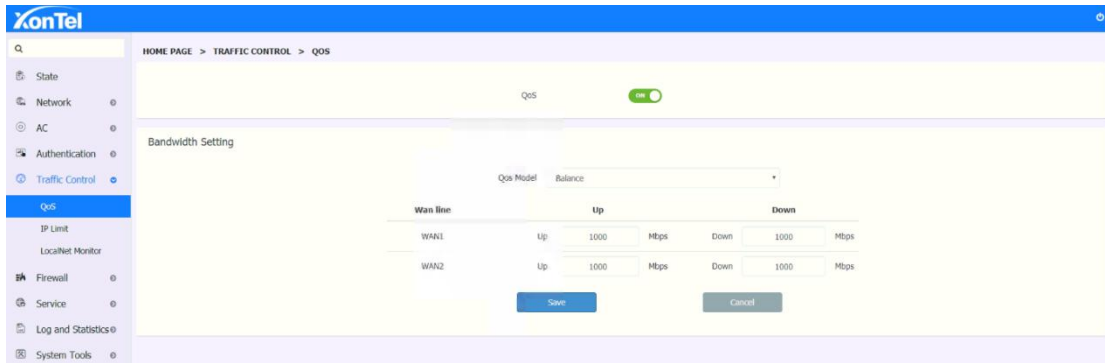 XonTel
HOME PAGE > TRAFFIC CONTROL > QOS
State
Network
AC
Authentication
Traffic Control
QoS
IP Limit
LocalNet Monitor
Firewall
Service
Log and Statistics
System Tools
QoS ON
Bandwidth Setting
Qos Model Balance
Wan line Up Down
WAN1 Up 1000 Mbps Down 1000 Mbps
WAN2 Up 1000 Mbps Down 1000 Mbps
Save Cancel